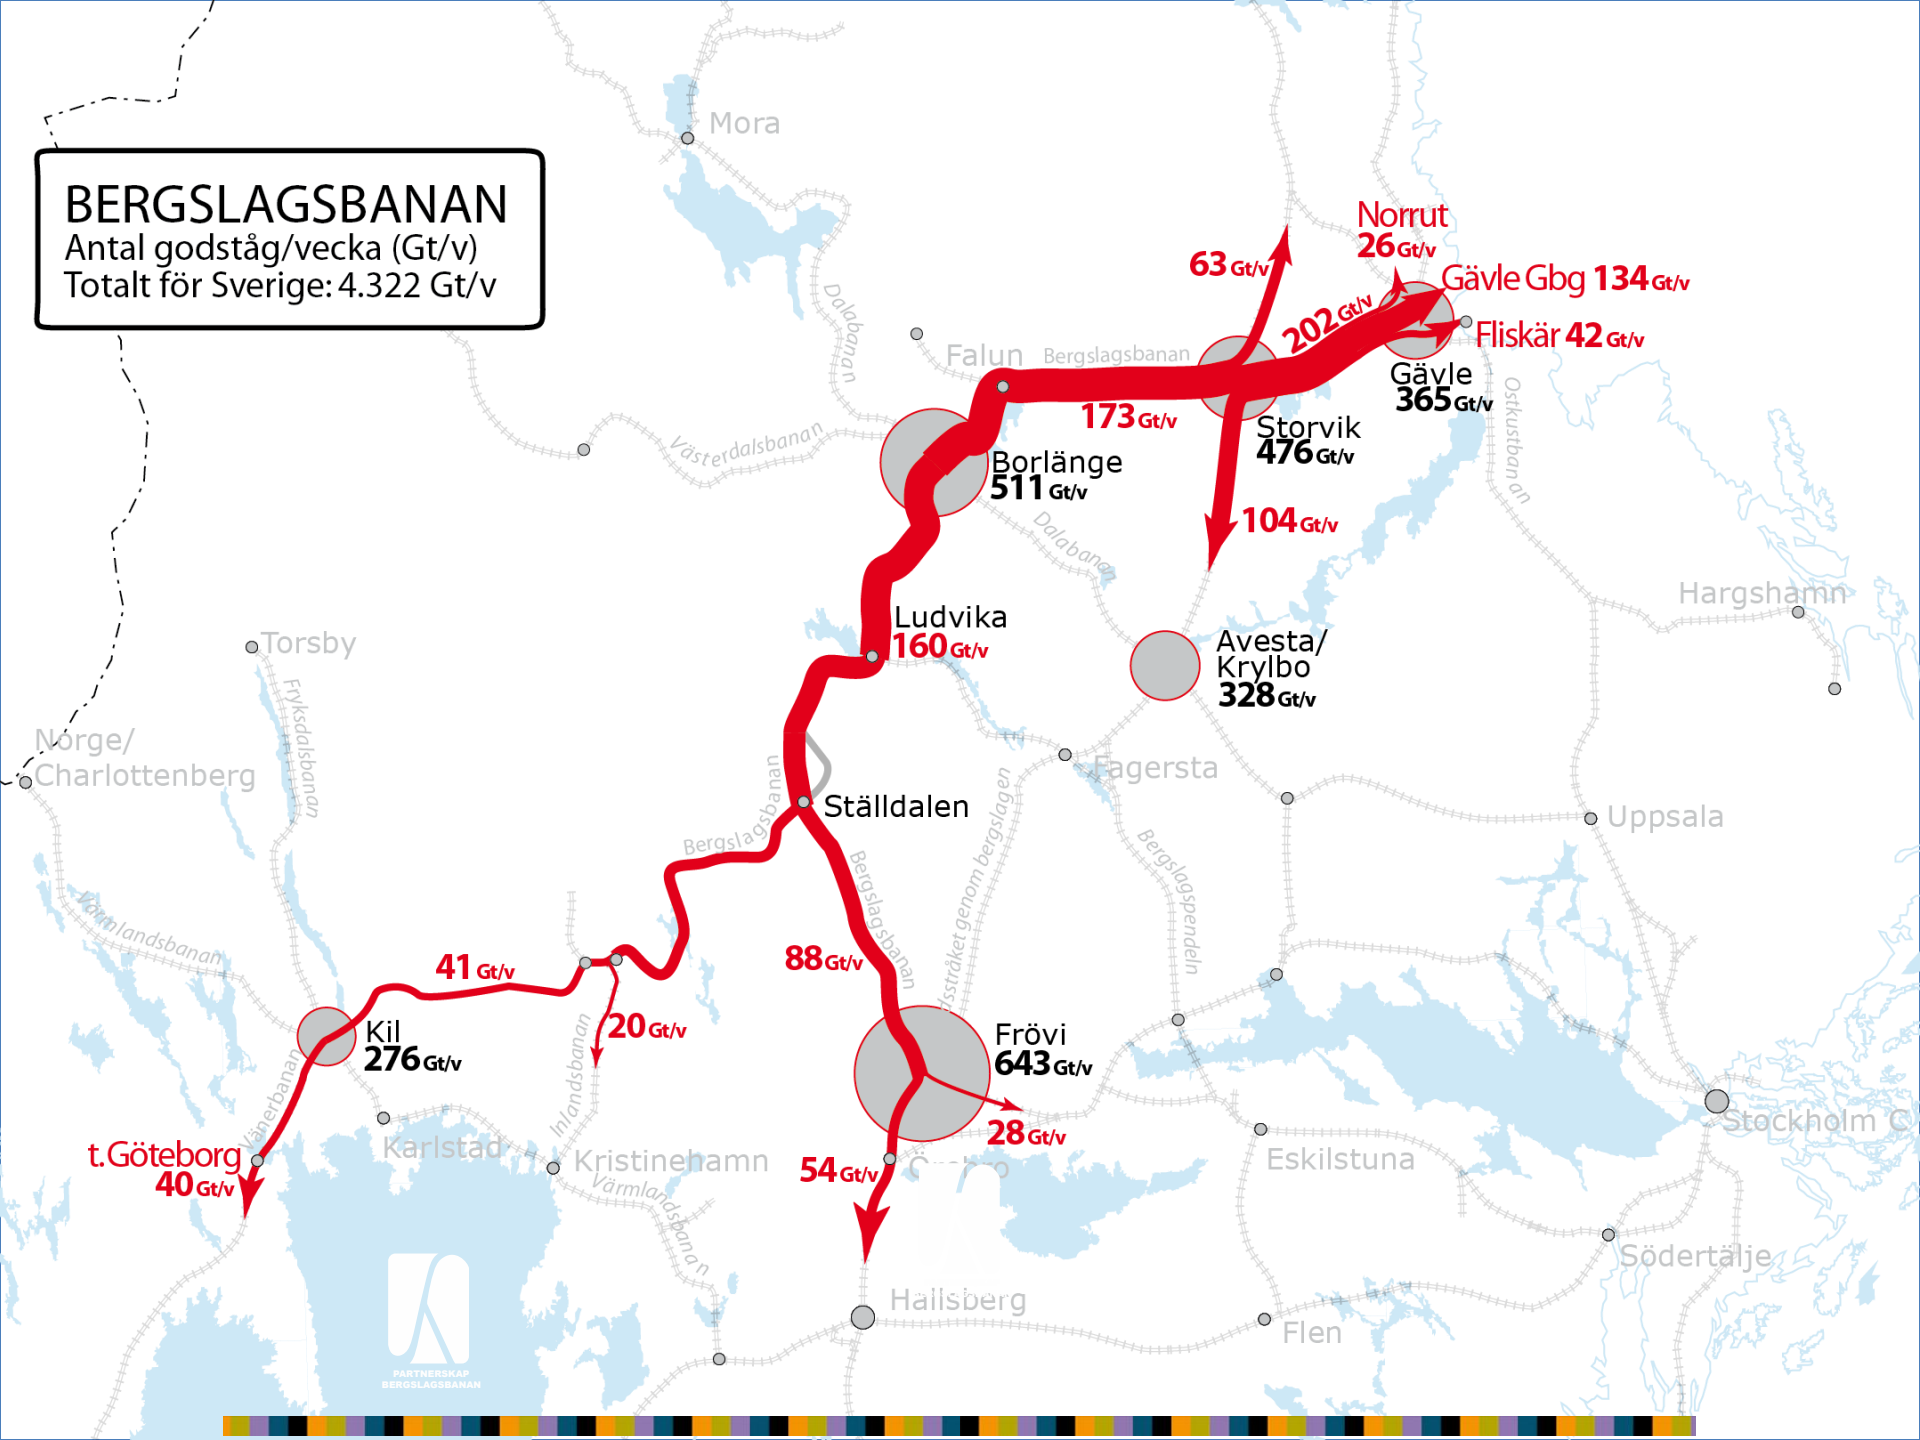 BERGSLAGSBANAN
Antal godståg/vecka (Gt/v)
Totalt för Sverige: 4.322 Gt/v
Mora
Norrut
26 Gt/v
63 Gt/v
Gävle Gbg 134 Gt/v
202 Gt/v
Fliskär 42 Gt/v
Dalabanan
Falun
Bergslagsbanan
Gävle
365 Gt/v
173 Gt/v
Storvik
476 Gt/v
Ostkustbanan
Västerdalsbanan
Borlänge
511 Gt/v
104 Gt/v
Dalabanan
Hargshamn
Ludvika
160 Gt/v
Torsby
Avesta/
Krylbo
328 Gt/v
Fryksdalsbanan
Norge/
Charlottenberg
Fagersta
Bergslagsbanan
Ställdalen
Uppsala
Bergslagsbanan
Bergslagsbanan
dsstråket genom bergslagen
Bergslagspendeln
Värmlandsbanan
41 Gt/v
88 Gt/v
20 Gt/v
Kil
276 Gt/v
Frövi
643 Gt/v
Inlandsbanan
Vänerbanan
28 Gt/v
Stockholm C
Karlstad
t.Göteborg
40 Gt/v
Kristinehamn
54 Gt/v
Eskilstuna
Värmlandsbanan
Södertälje
Hallsberg
Flen
PARTNERSKAP
BERGSLAGSBANAN